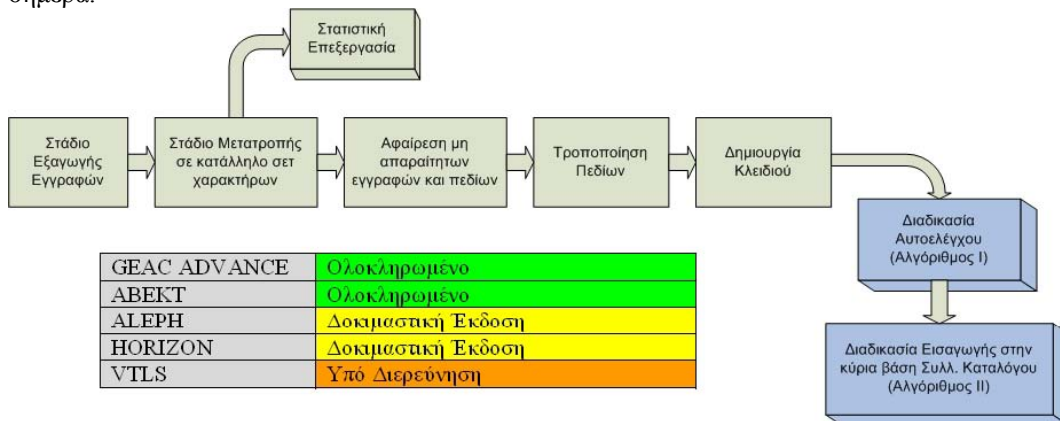 σήμερα.
Στατιστική
Επεξεργασία
Στάδιο
Εξαγωγής
Εγγραφών
Στάδιο Μετατροπής
σε κατάλληλο σετ
χαρακτήρων
Αφαίρεση μη
απαραίτητων
εγγραφών και πεδίων
Τροποποίηση
Πεδίων
Δημιουργία
Κλειδιού
Διαδικασία
Αυτοελέγχου
(Αλγόριθμος Ι)
Διαδικασία Εισαγωγής στην
κύρια βάση Συλλ. Καταλόγου
(Αλγόριθμος ΙΙ)
GEAC ADVANCE Ολοκληρωμένο
ABEKT Ολοκληρωμένο
ALEPH Δοκιμαστική Έκδοση
HORIZON Δοκιμαστική Έκδοση
VTLS Υπό Διερεύνηση